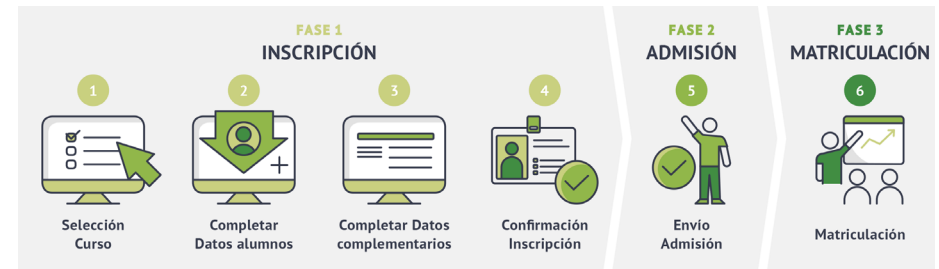 FASE 1
INSCRIPCIÓN
1
Selección
Curso
2
Completar
Datos alumnos
3
Completar Datos
complementarios
4
Confirmación
Inscripción
FASE 2
ADMISIÓN
5
Envío
Admisión
FASE 3
MATRICULACIÓN
6
Matriculación